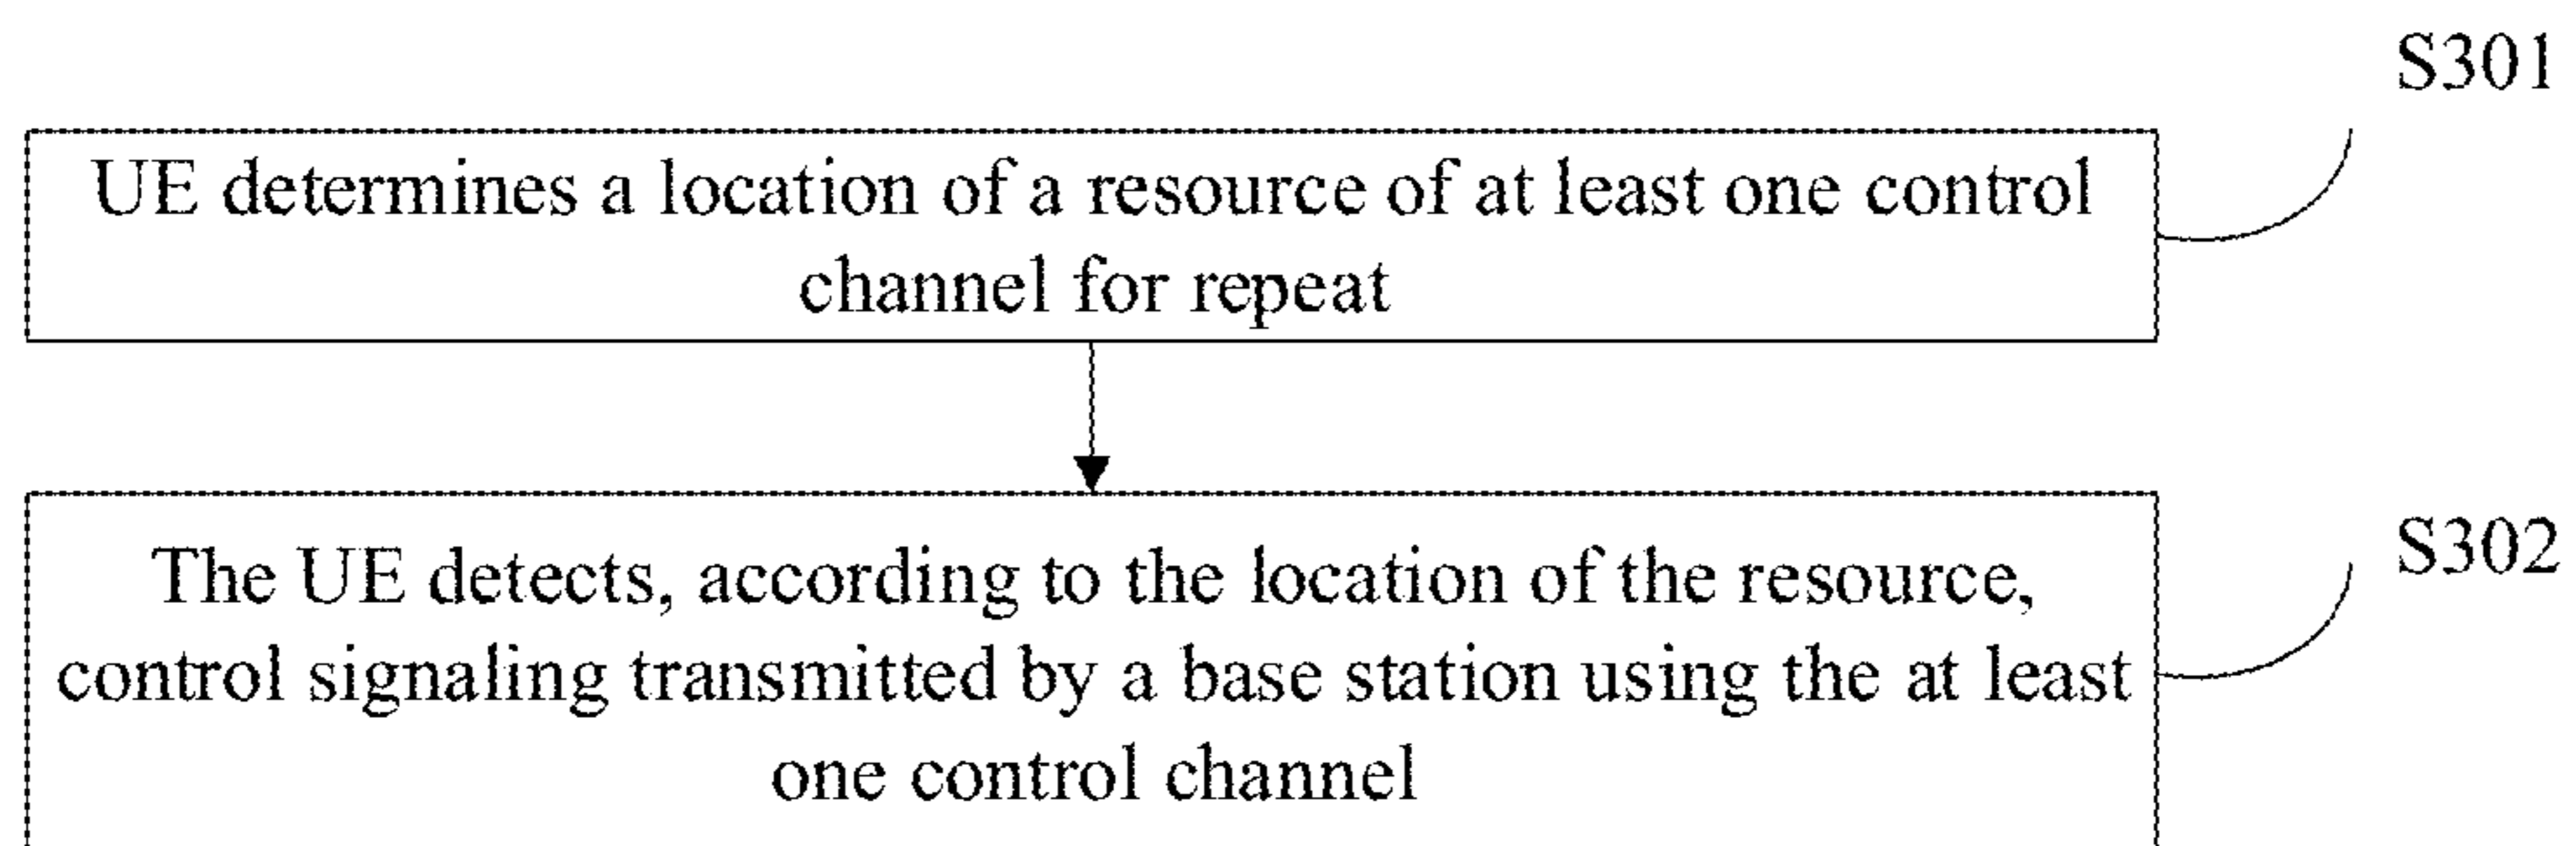 S301
UE determines a location of a resource of at least one control
channel for repeat
S302
The UE detects, according to the location of the resource,
control signaling transmitted by a base station using the at least
one control channel